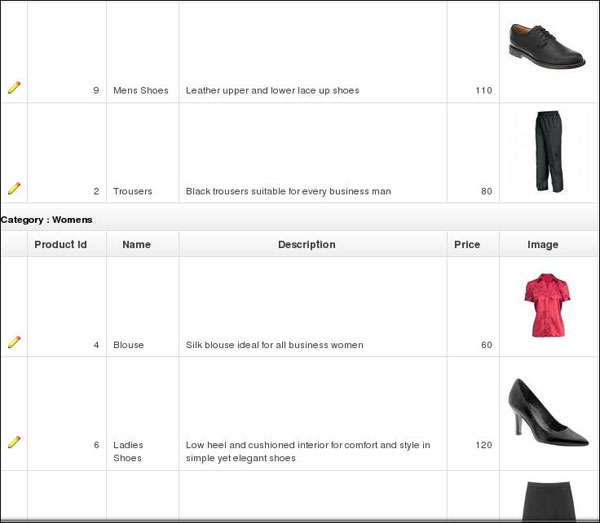 9 Mens Shoes Leather upper and lower lace up shoes 110
2 Trousers Black trousers suitable for every business man 80
Category : Womens
Product Id Name Description Price Image
4 Blouse Silk blouse ideal for all business women 60
6 Ladies Low heel and cushioned interior for comfort and style in 120
Shoes simple yet elegant shoes